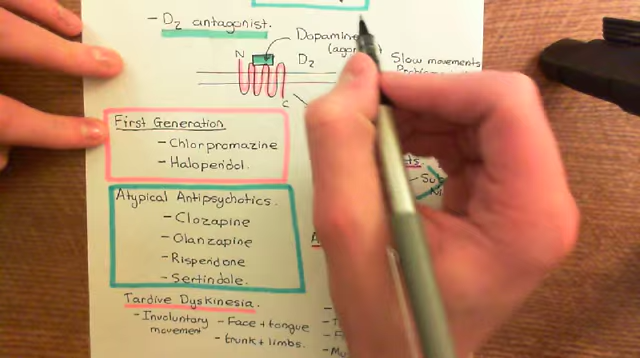 - D2 antagonist.
Dopamine
(agonist)
N
D2
C
Slow movements
First Generation
- Chlorpromazine
- Haloperidol.
Atypical Antipsychotics.
- Clozapine
- Olanzapine
- Risperidone
- Sertindole.
Tardive Dyskinesia.
- Involuntary movement
- Face + tongue
- trunk + limbs.